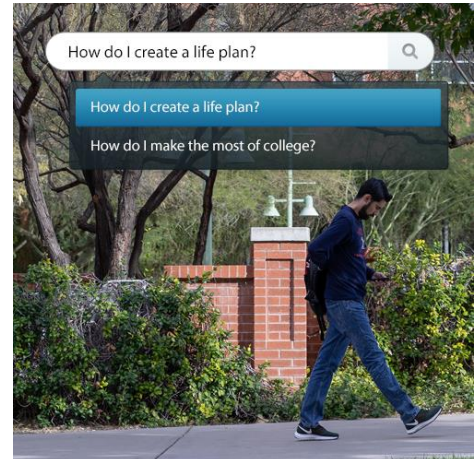 How do I create a life plan?
How do I create a life plan?
How do I make the most of college?